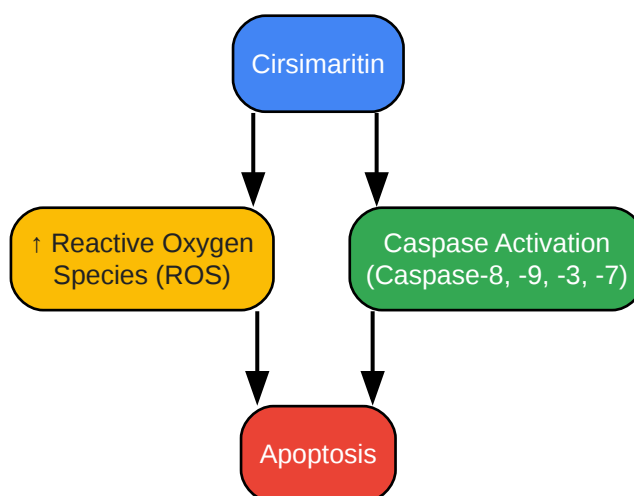 Cirsimaritin
↑ Reactive Oxygen
Species (ROS)
Caspase Activation
(Caspase-8, -9, -3, -7)
Apoptosis